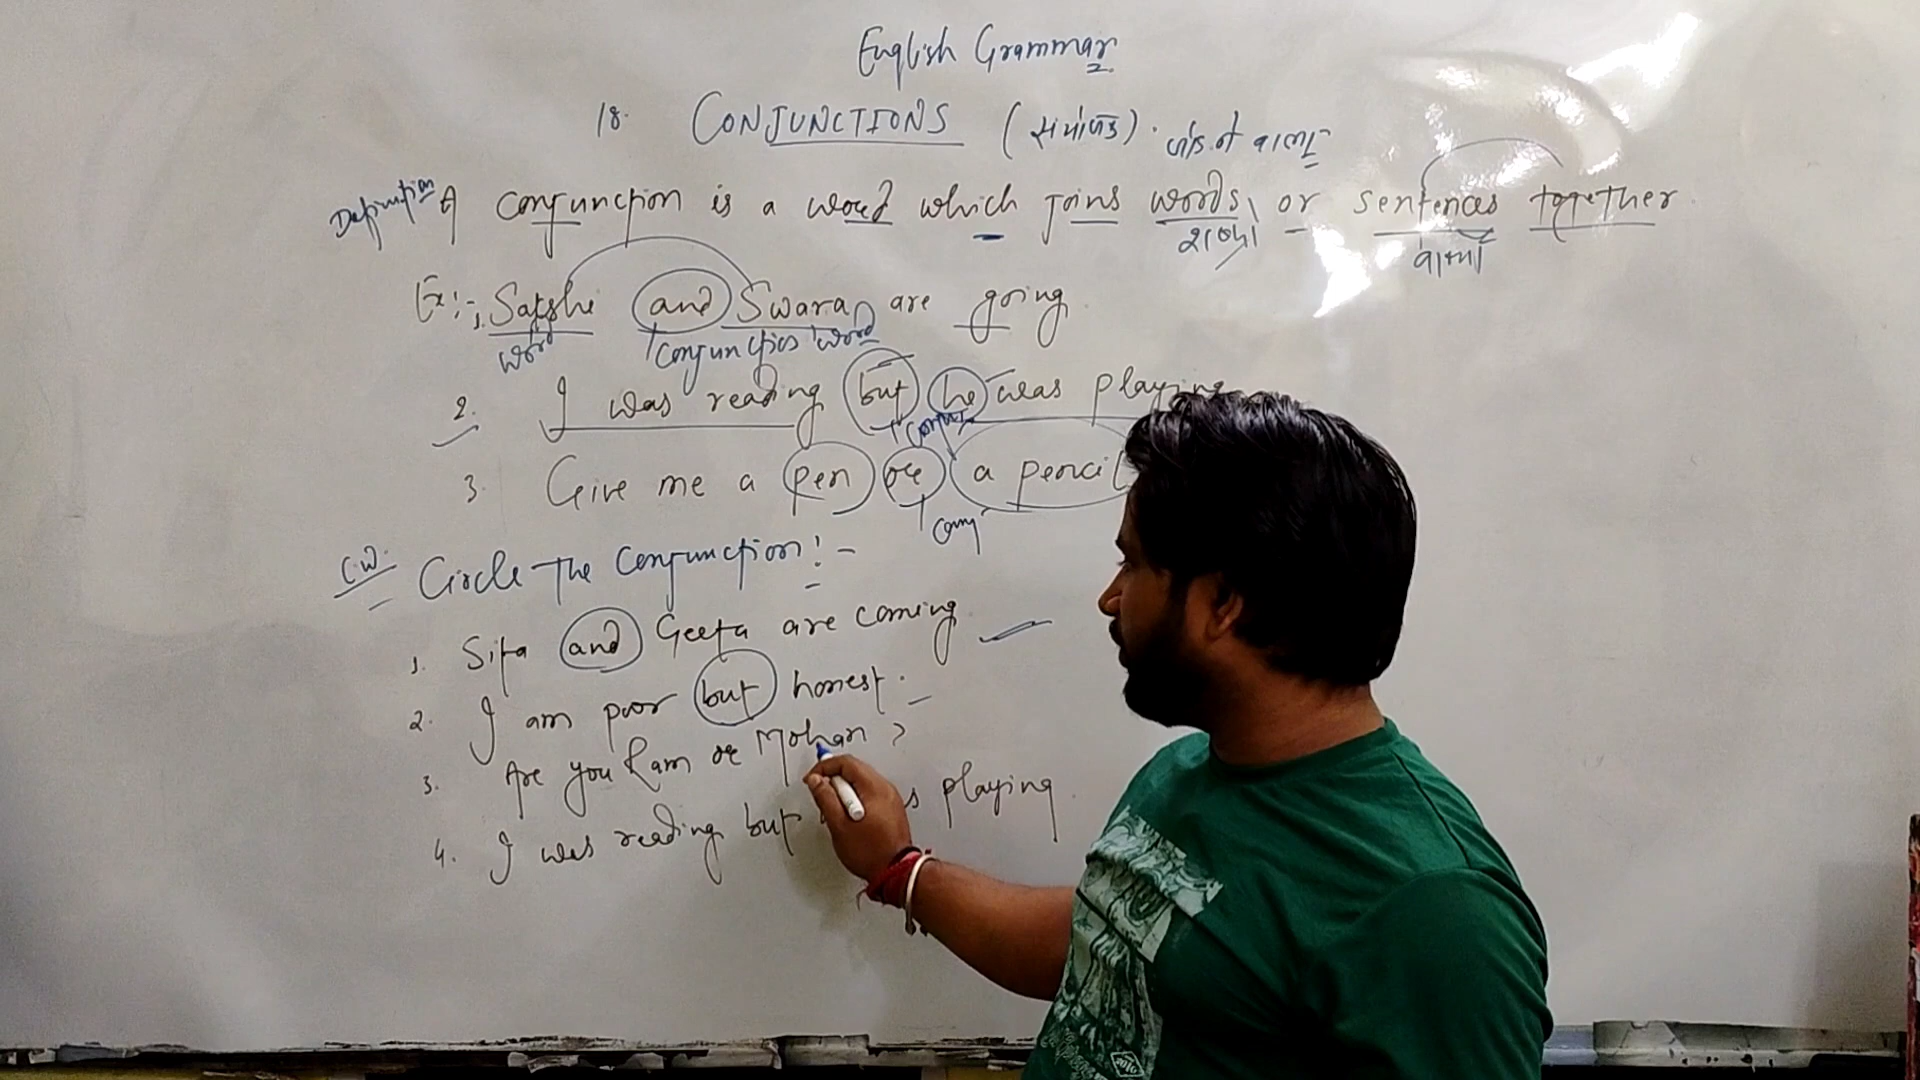 English Grammar
18. CONJUNCTIONS (संयोजक). जोड़ने वाला
Definition A conjunction is a word which joins words, or sentences together
शब्दों वाक्यों
Ex:- 1. Sakshi and Swara are going.
word conjunction word
2. I was reading but he was playing
conj
3. Give me a pen or a pencil
conj
C.W. Circle the Conjunction:-
1. Sita and Geeta are coming.
2. I am poor but honest.
3. Are you Ram or Mohan?
4. I was reading but playing.